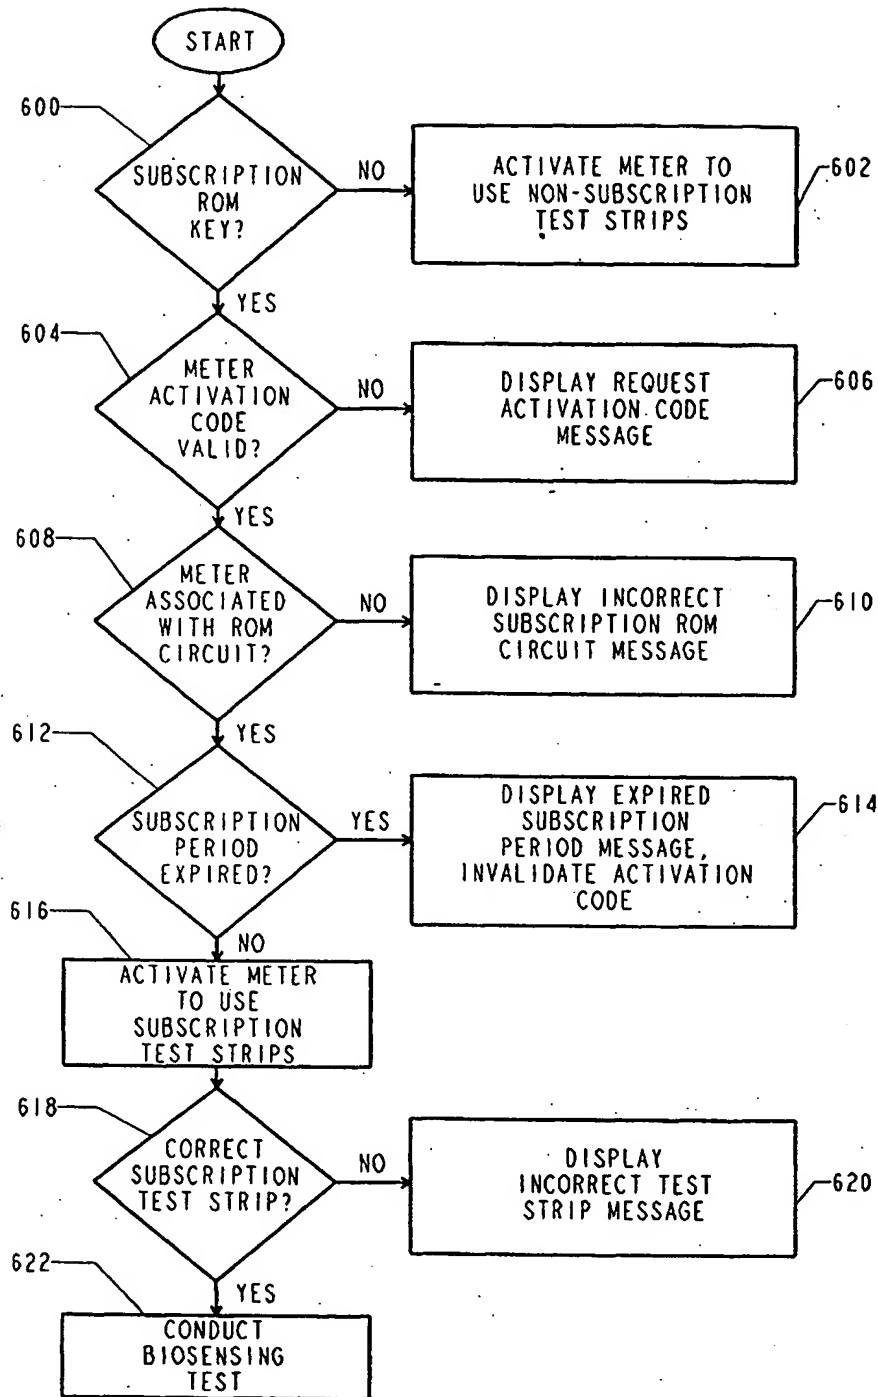 START
600
SUBSCRIPTION
ROM
KEY?
NO
ACTIVATE METER TO
USE NON-SUBSCRIPTION
TEST STRIPS
602
YES
604
METER
ACTIVATION
CODE
VALID?
NO
DISPLAY REQUEST
ACTIVATION CODE
MESSAGE
606
YES
608
METER
ASSOCIATED
WITH ROM
CIRCUIT?
NO
DISPLAY INCORRECT
SUBSCRIPTION ROM
CIRCUIT MESSAGE
610
YES
612
SUBSCRIPTION
PERIOD
EXPIRED?
YES
DISPLAY EXPIRED
SUBSCRIPTION
PERIOD MESSAGE,
INVALIDATE ACTIVATION
CODE
614
NO
616
ACTIVATE METER
TO USE
SUBSCRIPTION
TEST STRIPS
618
CORRECT
SUBSCRIPTION
TEST STRIP?
NO
DISPLAY
INCORRECT TEST
STRIP MESSAGE
620
YES
622
CONDUCT
BIOSENSING
TEST